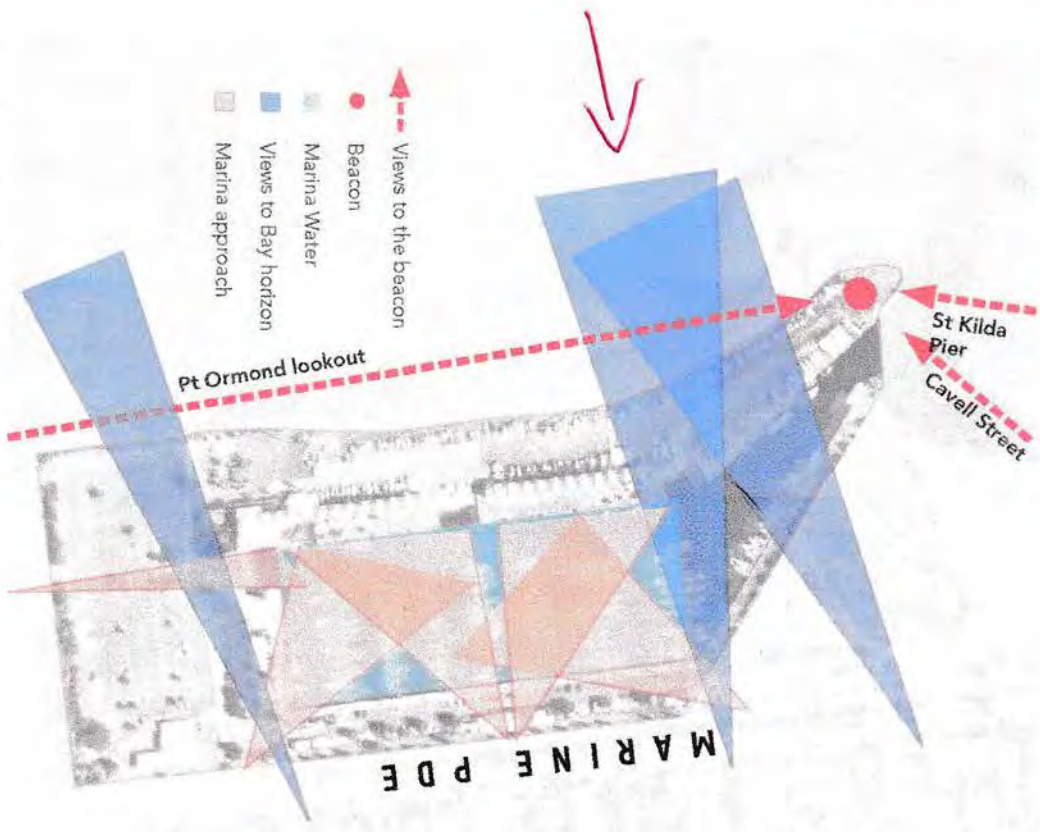 Views to the beacon
Beacon
Marina Water
Views to Bay horizon
Marina approach
Pt Ormond lookout
St Kilda
Pier
Cavell Street
MARINE PDE